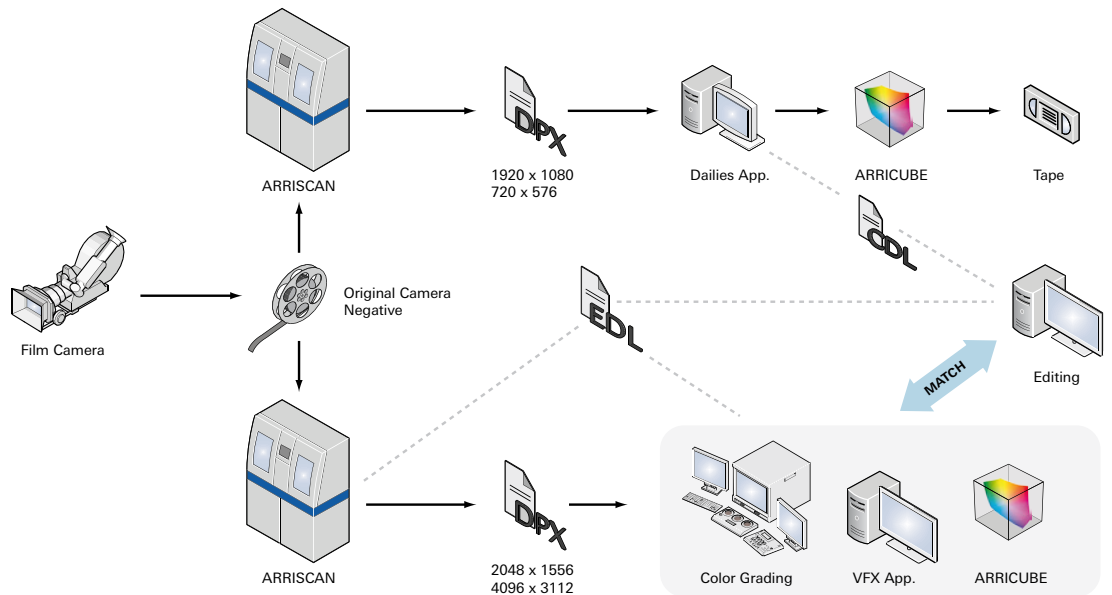 ARRISCAN
DPX
1920 x 1080
720 x 576
Dailies App.
ARRICUBE
Tape
CDL
Film Camera
Original Camera
Negative
EDL
Editing
MATCH
ARRISCAN
DPX
2048 x 1556
4096 x 3112
Color Grading
VFX App.
ARRICUBE